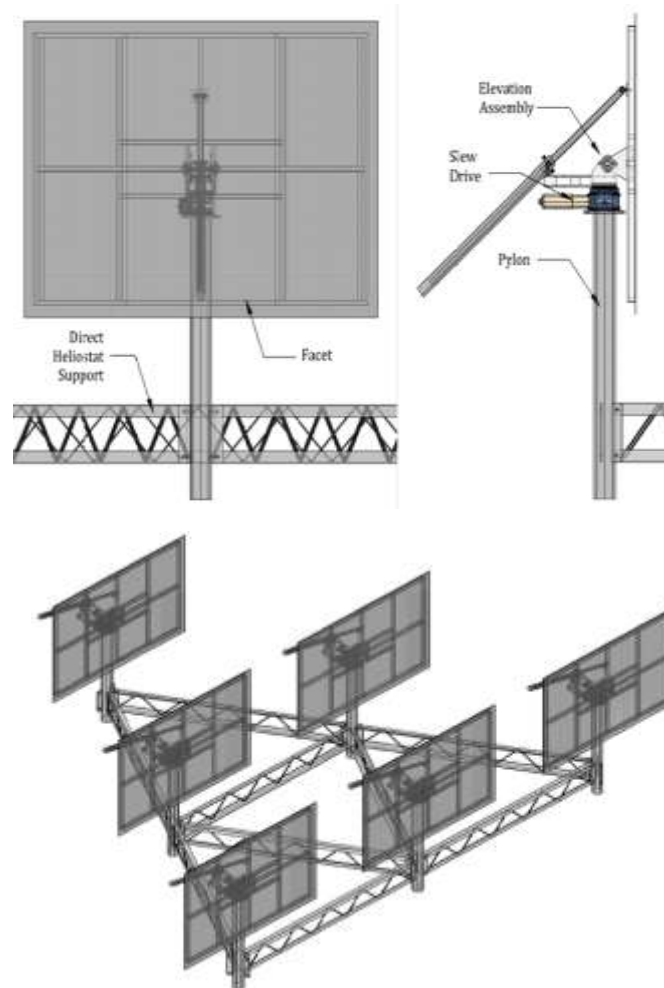 Elevation
Assembly
Slew
Drive
Pylon
Direct
Heliostat
Support
Facet